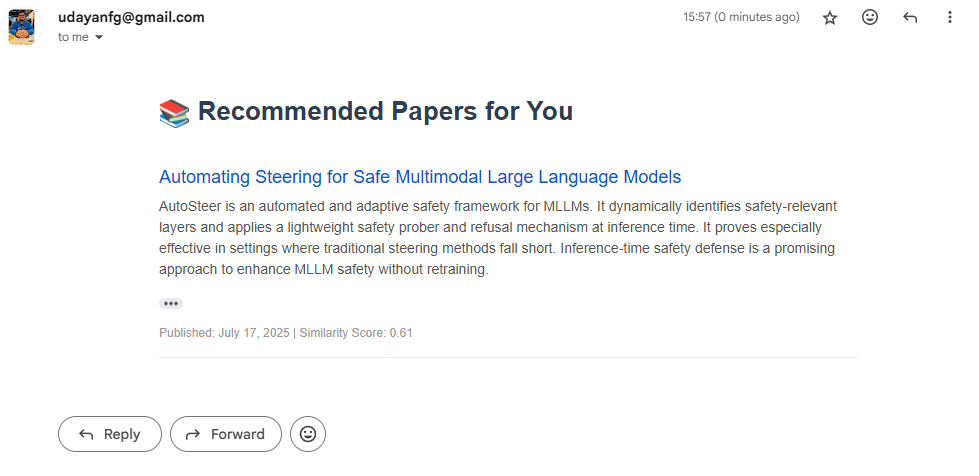 udayanfg@gmail.com
15:57 (0 minutes ago)
to me
Recommended Papers for You
Automating Steering for Safe Multimodal Large Language Models
AutoSteer is an automated and adaptive safety framework for MLLMs. It dynamically identifies safety-relevant
layers and applies a lightweight safety prober and refusal mechanism at inference time. It proves especially
effective in settings where traditional steering methods fall short. Inference-time safety defense is a promising
approach to enhance MLLM safety without retraining.
Published: July 17, 2025 | Similarity Score: 0.61
Reply
Forward